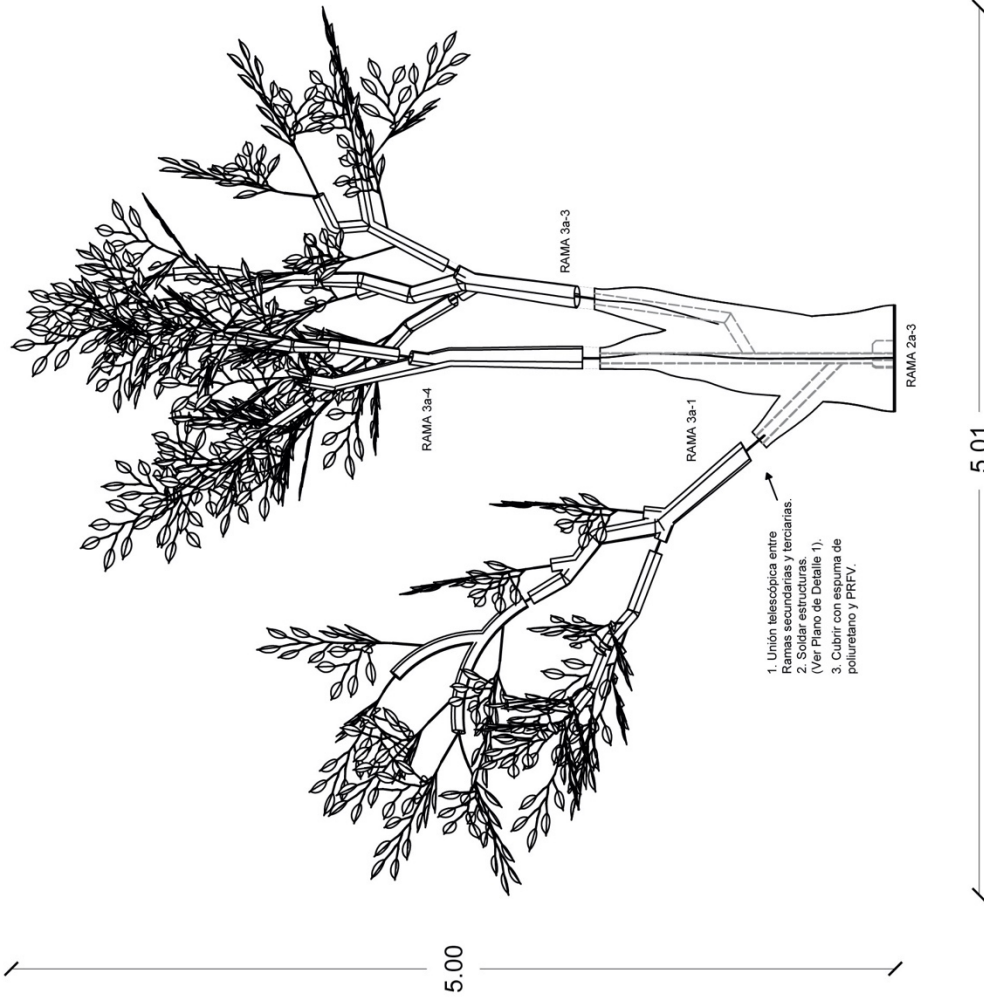 RAMA 3a-3
RAMA 3a-4
RAMA 3a-1
RAMA 2a-3
1. Unión telescópica entre
Ramas secundarias y terciarias.
2. Soldar estructuras.
(Ver Plano de Detalle 1).
3. Cubrir con espuma de
poliuretano y PRFV.
5.00
5.01